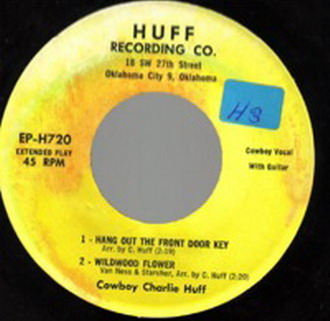 HUFF
RECORDING CO.
18 SW 27th Street
Oklahoma City 9, Oklahoma
H8
EP-H720
EXTENDED PLAY
45 RPM
Cowboy Vocal
With Guitar
1 - HANG OUT THE FRONT DOOR KEY
Arr. by C. Huff (2:19)
2 - WILDWOOD FLOWER
Van Ness & Starcher, Arr. by C. Huff (2:20)
Cowboy Charlie Huff